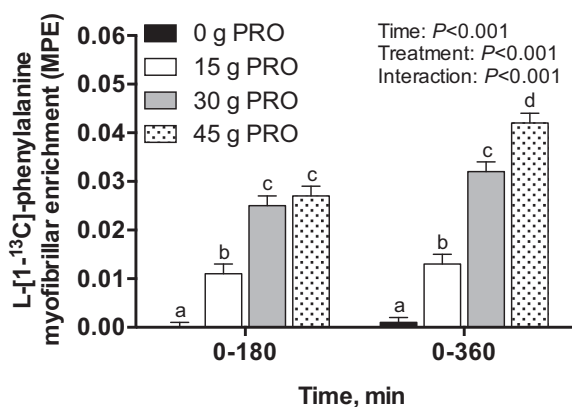 L-[1-¹³C]-phenylalanine
myofibrillar enrichment (MPE)
0.06
0.05
0.04
0.03
0.02
0.01
0.00
0 g PRO
15 g PRO
30 g PRO
45 g PRO
Time: P<0.001
Treatment: P<0.001
Interaction: P<0.001
a
b
c
c
a
b
c
d
0-180
0-360
Time, min